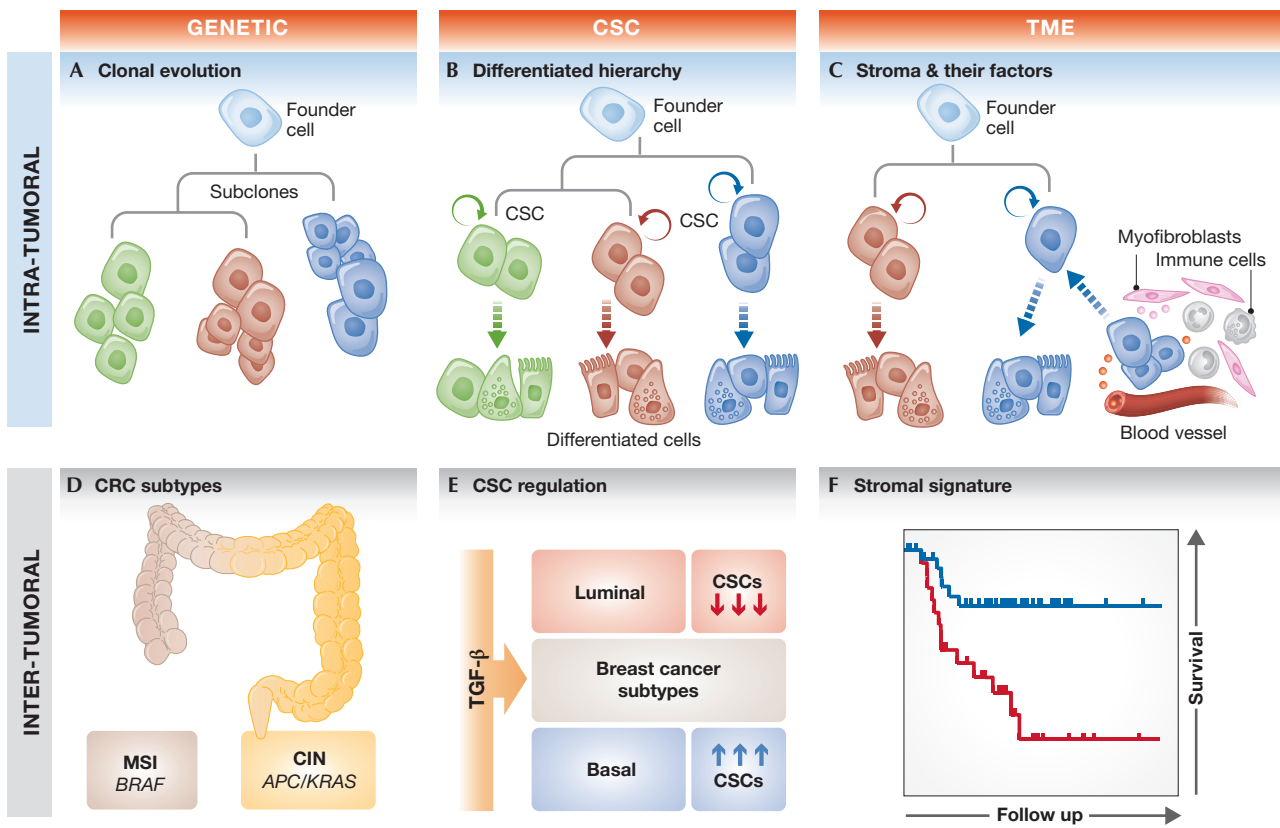 GENETIC
CSC
TME
INTRA-TUMORAL
A Clonal evolution
Founder
cell
Subclones
B Differentiated hierarchy
Founder
cell
CSC
CSC
Differentiated cells
C Stroma & their factors
Founder
cell
Myofibroblasts
Immune cells
Blood vessel
INTER-TUMORAL
D CRC subtypes
MSI
BRAF
CIN
APC/KRAS
E CSC regulation
TGF-β
Luminal
CSCs
↓ ↓ ↓
Breast cancer
subtypes
Basal
↑ ↑ ↑
CSCs
F Stromal signature
Survival
Follow up